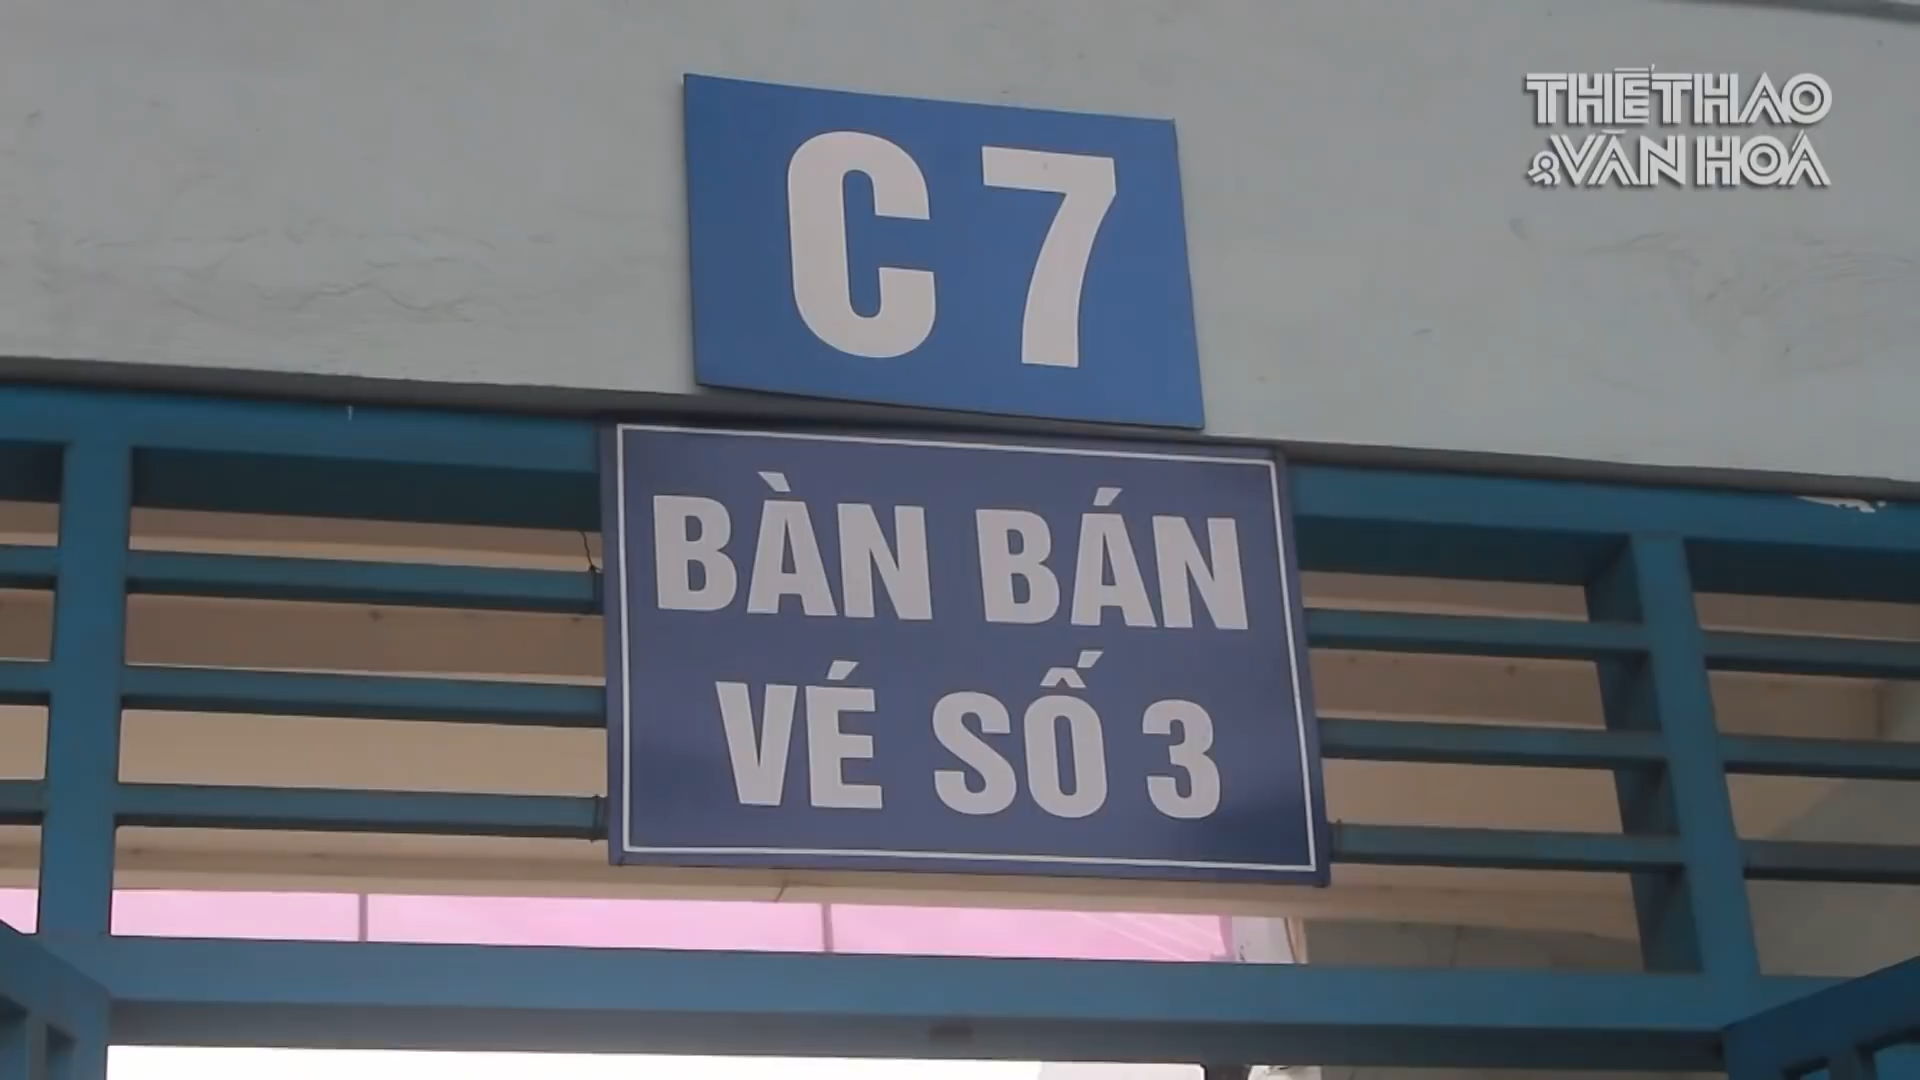 THỂ THAO
& VĂN HOÁ
C7
BÀN BÁN
VÉ SỐ 3